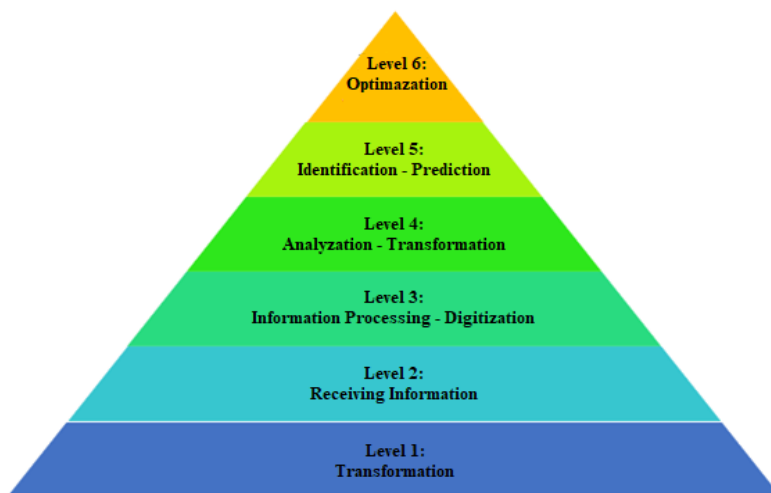 Level 6:
Optimazation
Level 5:
Identification - Prediction
Level 4:
Analyzation - Transformation
Level 3:
Information Processing - Digitization
Level 2:
Receiving Information
Level 1:
Transformation